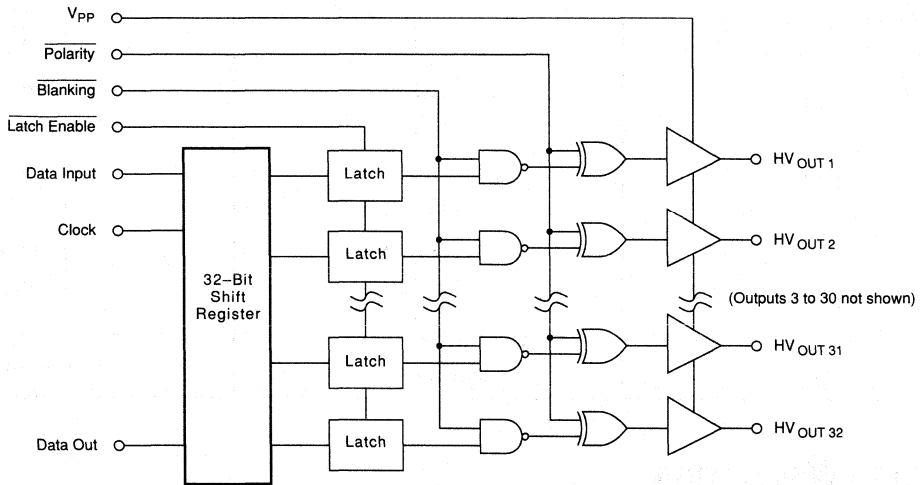 VPP
Polarity
Blanking
Latch Enable
Data Input
Clock
Data Out
32–Bit
Shift
Register
Latch
Latch
Latch
Latch
HV OUT 1
HV OUT 2
(Outputs 3 to 30 not shown)
HV OUT 31
HV OUT 32